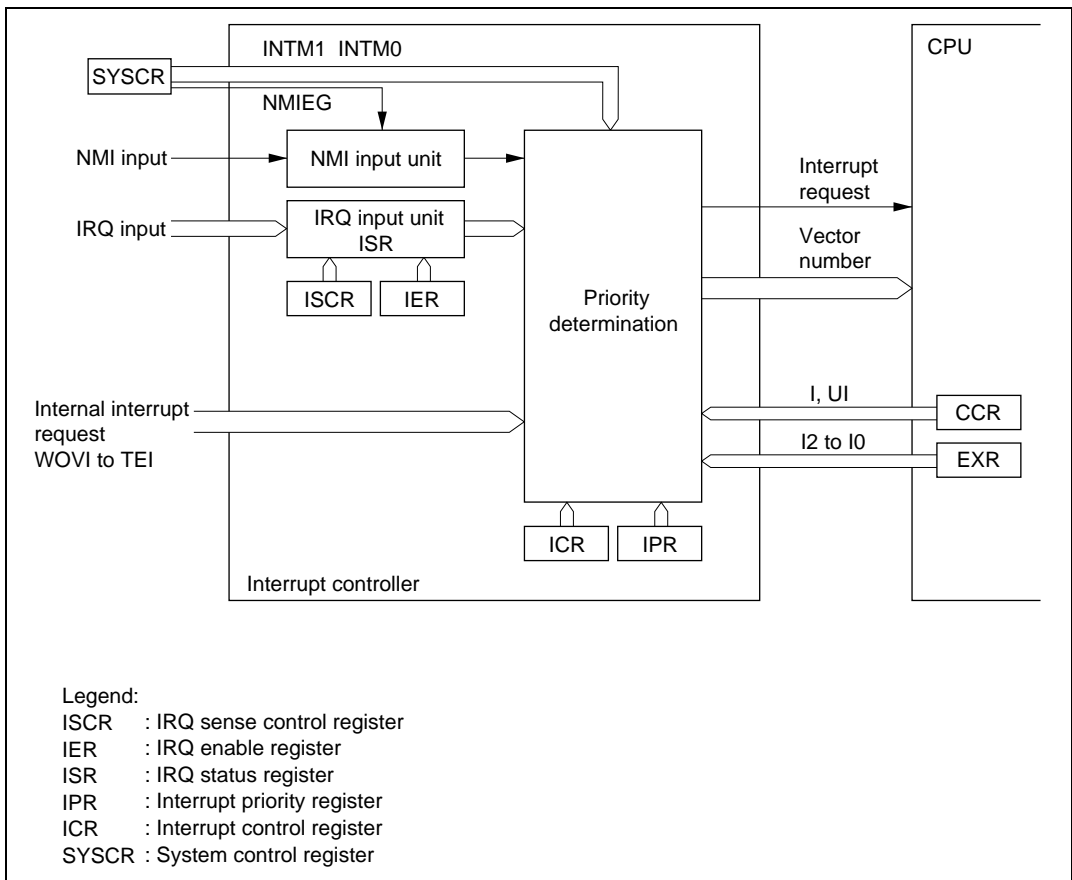 INTM1 INTM0
CPU
SYSCR
NMIEG
NMI input
NMI input unit
Interrupt
request
IRQ input
IRQ input unit
ISR
Vector
number
ISCR
IER
Priority
determination
Internal interrupt
request
WOVI to TEI
I, UI
CCR
I2 to I0
EXR
ICR
IPR
Interrupt controller
Legend:
ISCR : IRQ sense control register
IER : IRQ enable register
ISR : IRQ status register
IPR : Interrupt priority register
ICR : Interrupt control register
SYSCR : System control register